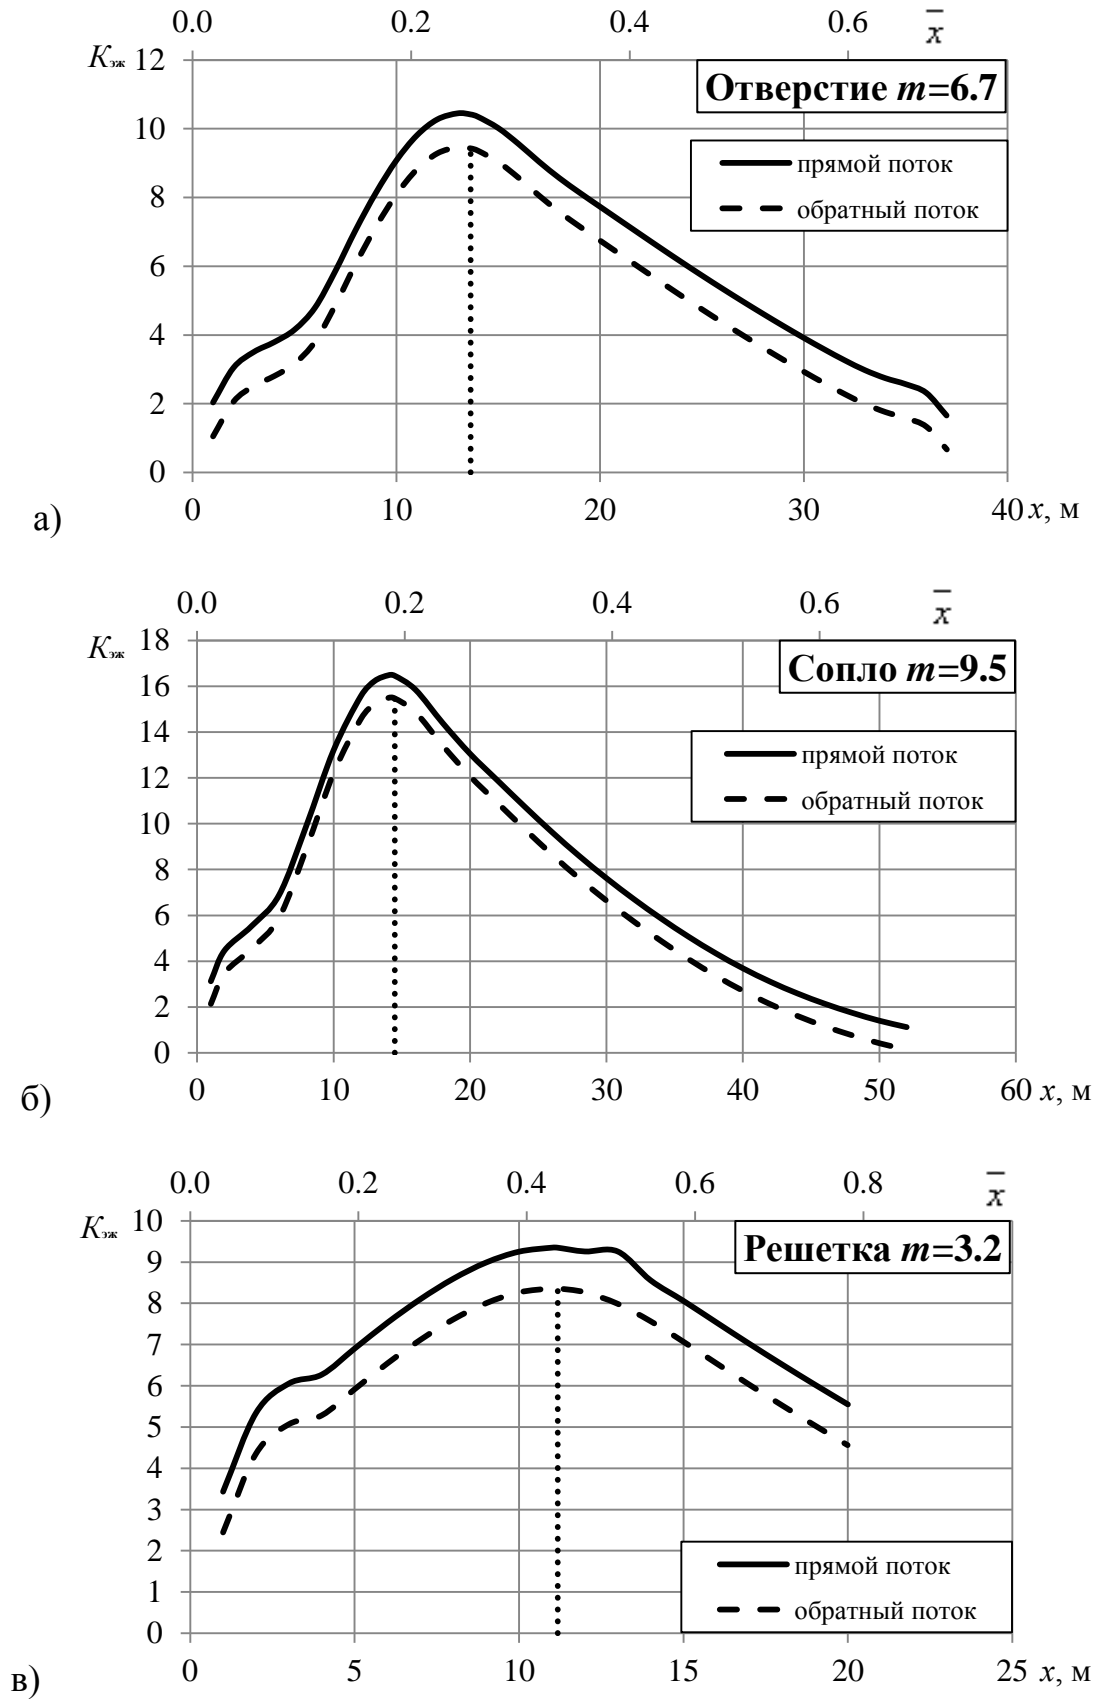 0.0 0.2 0.4 0.6 x̅
Kэж 12
Отверстие m=6.7
10
прямой поток
8
обратный поток
6
4
2
0
0 10 20 30 40 x, м
а)
0.0 0.2 0.4 0.6 x̅
Kэж 18
Сопло m=9.5
16
14
прямой поток
12
обратный поток
10
8
6
4
2
0
0 10 20 30 40 50 60 x, м
б)
0.0 0.2 0.4 0.6 0.8 x̅
Kэж 10
Решетка m=3.2
9
8
7
6
5
4
3
2
прямой поток
1
обратный поток
0
0 5 10 15 20 25 x, м
в)